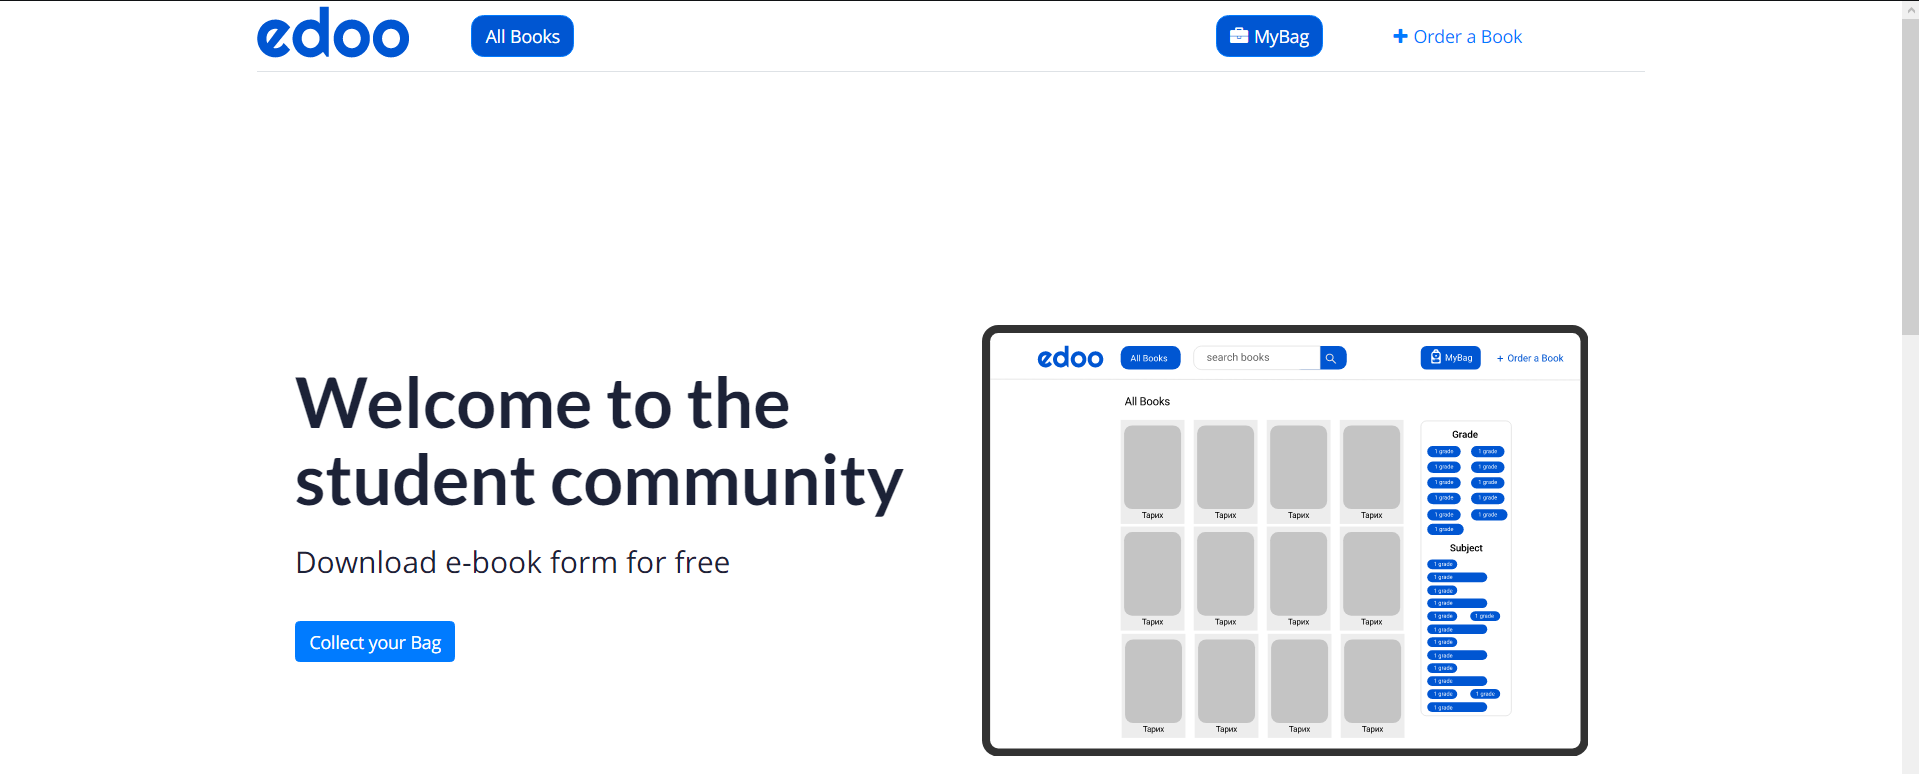 edoo
All Books
MyBag
+ Order a Book
Welcome to the
student community
Download e-book form for free
Collect your Bag
edoo
All Books
search books
MyBag
+ Order a Book
All Books
Тарих Тарих Тарих Тарих
Тарих Тарих Тарих Тарих
Тарих Тарих Тарих Тарих
Grade
1 grade 1 grade
1 grade 1 grade
1 grade 1 grade
1 grade 1 grade
1 grade 1 grade
1 grade
Subject
1 grade
1 grade
1 grade
1 grade
1 grade 1 grade
1 grade
1 grade
1 grade
1 grade
1 grade
1 grade 1 grade
1 grade